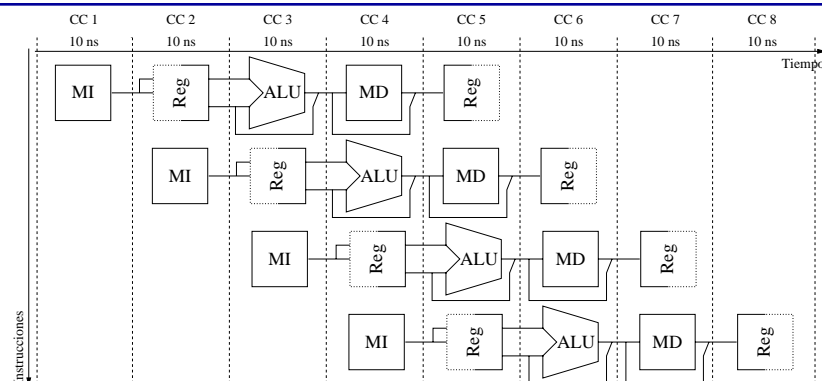 CC 1 CC 2 CC 3 CC 4 CC 5 CC 6 CC 7 CC 8
10 ns 10 ns 10 ns 10 ns 10 ns 10 ns 10 ns 10 ns
Tiempo
MI Reg ALU MD Reg
MI Reg ALU MD Reg
MI Reg ALU MD Reg
MI Reg ALU MD Reg
Instrucciones